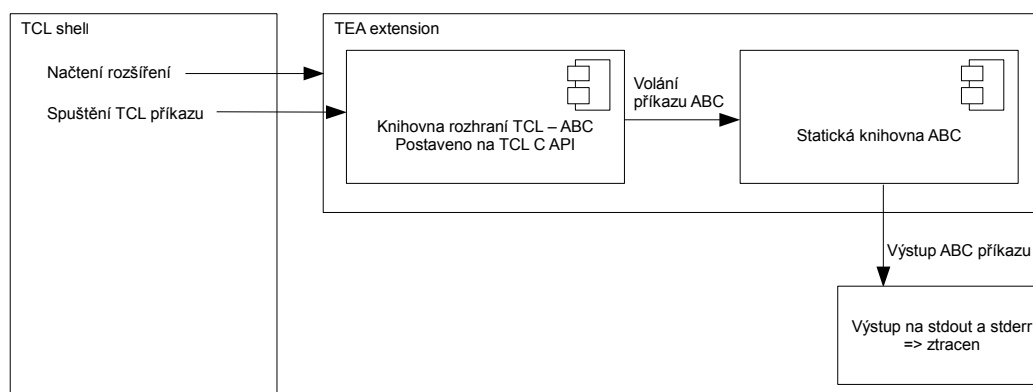 TCL shell
TEA extension
Načtení rozšíření
Spuštění TCL příkazu
Knihovna rozhraní TCL – ABC
Postaveno na TCL C API
Volání
příkazu ABC
Statická knihovna ABC
Výstup ABC příkazu
Výstup na stdout a stderr
=> ztracen